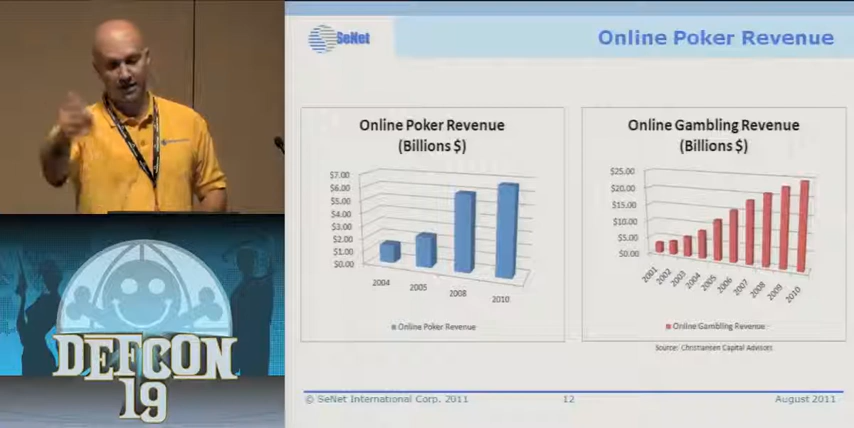 SeNet
Online Poker Revenue
Online Poker Revenue
(Billions $)
$7.00
$6.00
$5.00
$4.00
$3.00
$2.00
$1.00
$0.00
2004
2005
2008
2010
Online Poker Revenue
Online Gambling Revenue
(Billions $)
$25.00
$20.00
$15.00
$10.00
$5.00
$0.00
2001
2002
2003
2004
2005
2006
2007
2008
2009
2010
Online Gambling Revenue
Source: Christiansen Capital Advisors
DEFCON
19
© SeNet International Corp. 2011
12
August 2011